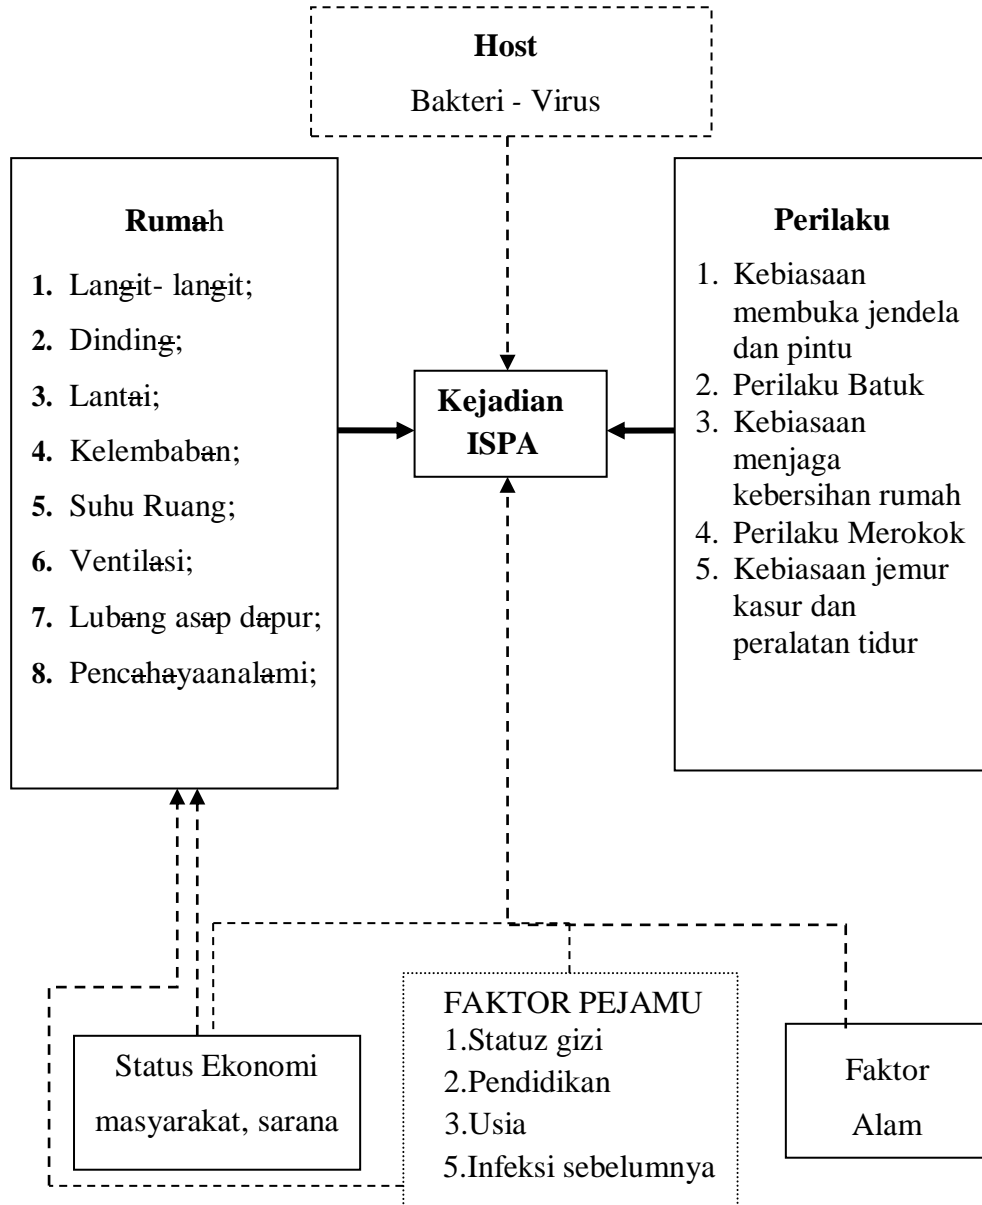 Host
Bakteri - Virus
Rumah
1. Langit- langit;
2. Dinding;
3. Lantai;
4. Kelembaban;
5. Suhu Ruang;
6. Ventilasi;
7. Lubang asap dapur;
8. Pencahayaanalami;
Kejadian
ISPA
Perilaku
1. Kebiasaan
membuka jendela
dan pintu
2. Perilaku Batuk
3. Kebiasaan
menjaga
kebersihan rumah
4. Perilaku Merokok
5. Kebiasaan jemur
kasur dan
peralatan tidur
Status Ekonomi
masyarakat, sarana
FAKTOR PEJAMU
1.Statuz gizi
2.Pendidikan
3.Usia
5.Infeksi sebelumnya
Faktor
Alam